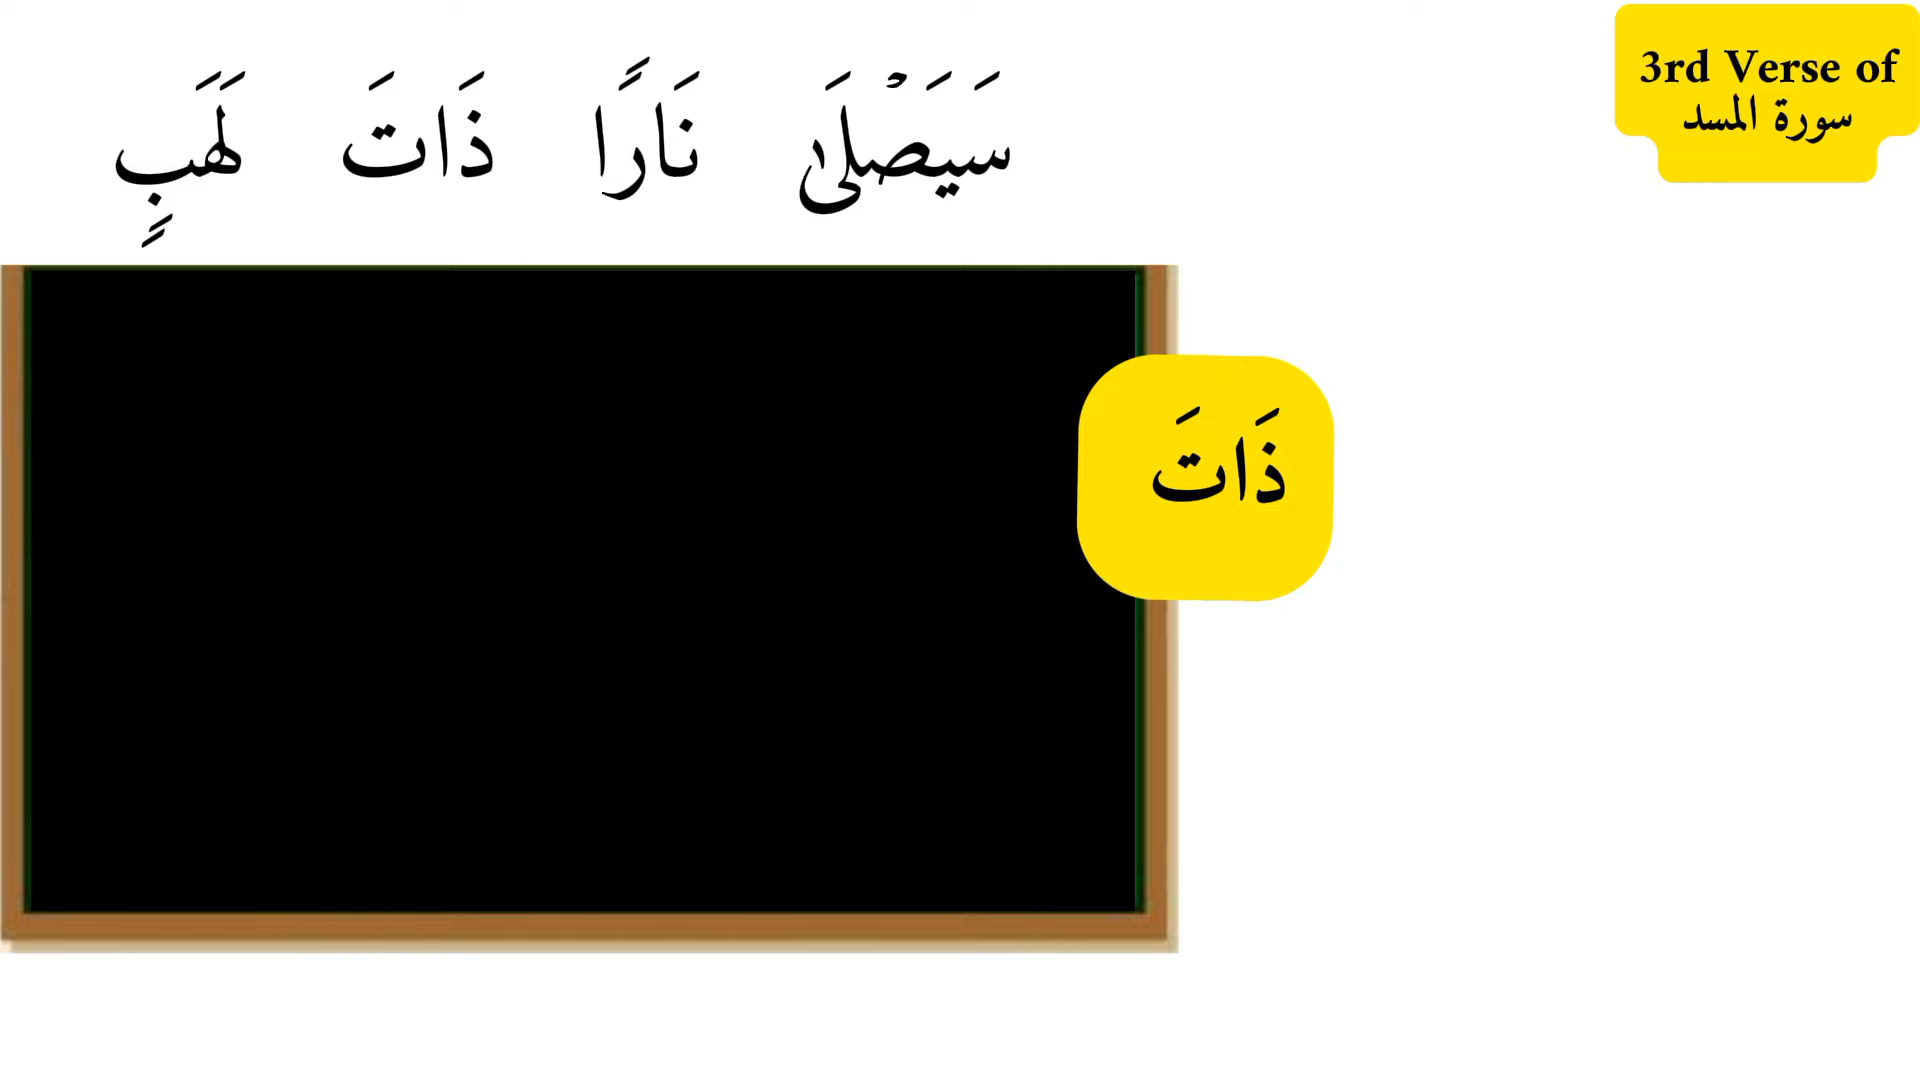 سَيَصْلَىٰ نَارًا ذَاتَ لَهَبٍ
3rd Verse of
سورة المسد
ذَاتَ